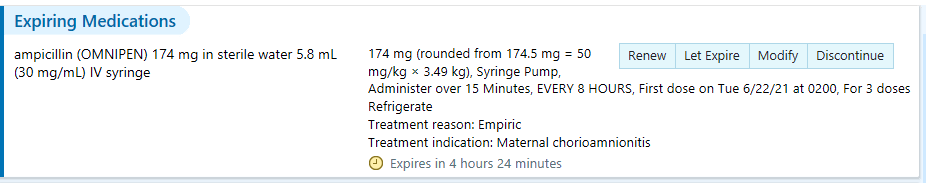 Expiring Medications
ampicillin (OMNIPEN) 174 mg in sterile water 5.8 mL
(30 mg/mL) IV syringe
174 mg (rounded from 174.5 mg = 50
mg/kg × 3.49 kg), Syringe Pump,
Administer over 15 Minutes, EVERY 8 HOURS, First dose on Tue 6/22/21 at 0200, For 3 doses
Refrigerate
Treatment reason: Empiric
Treatment indication: Maternal chorioamnionitis
Expires in 4 hours 24 minutes
Renew Let Expire Modify Discontinue